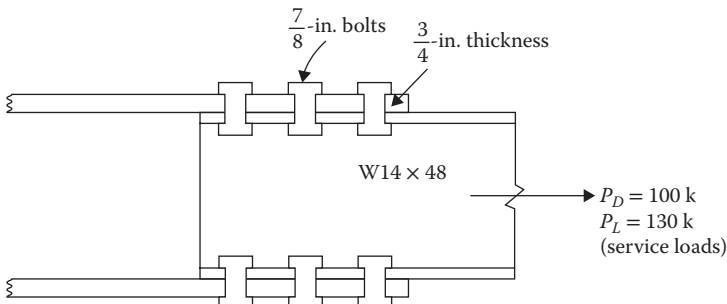 7/8-in. bolts
3/4-in. thickness
W14 × 48
P_D = 100 k
P_L = 130 k
(service loads)